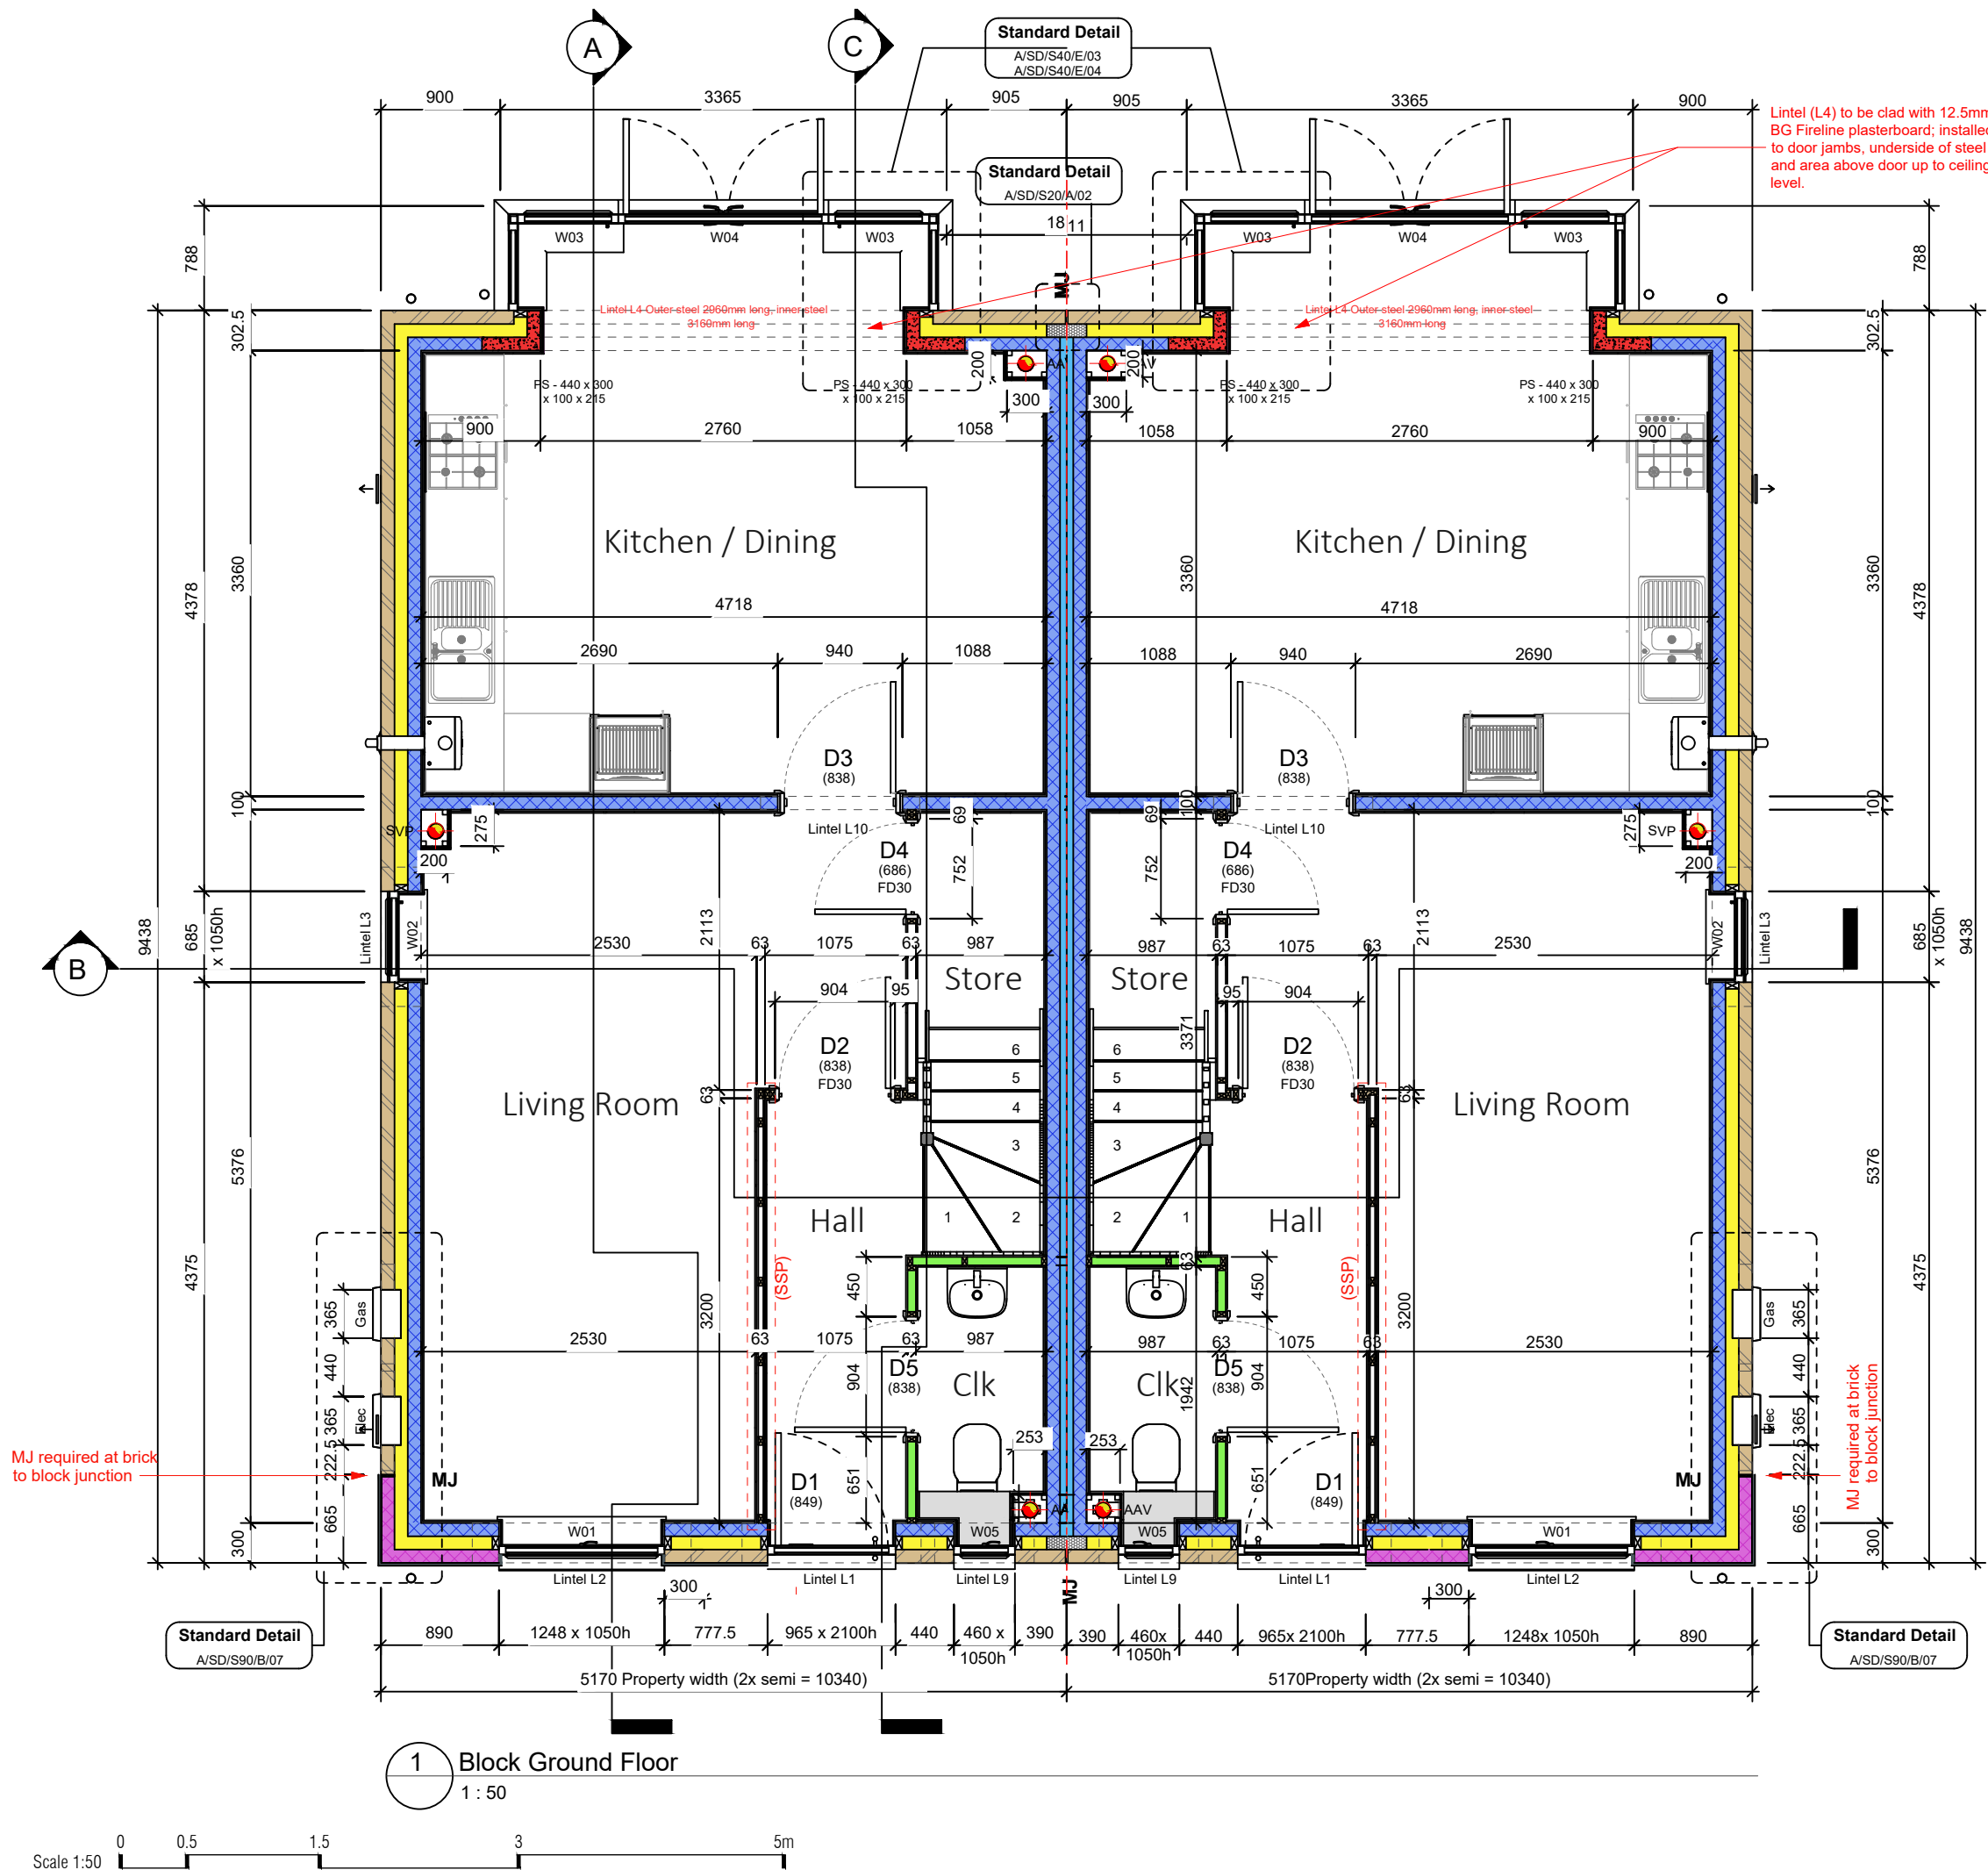 A
C
Standard Detail
A/SD/S40/E/03
A/SD/S40/E/04
900
3365
905
905
3365
900
Lintel (L4) to be clad with 12.5mm
BG Fireline plasterboard; installed
to door jambs, underside of steel
and area above door up to ceiling
level.
Standard Detail
A/SD/S20/A/02
18 11
W03
W04
W03
W03
W04
W03
788
788
MJ
Lintel L4 Outer steel 2960mm long, inner steel
3160mm long
Lintel L4 Outer steel 2960mm long, inner steel
3160mm long
302.5
302.5
200
AA
AV
200
PS - 440 x 300
x 100 x 215
PS - 440 x 300
x 100 x 215
PS - 440 x 300
x 100 x 215
PS - 440 x 300
x 100 x 215
300
300
900
2760
1058
1058
2760
900
Kitchen / Dining
Kitchen / Dining
4378
3360
3360
3360
4378
4718
4718
2690
940
1088
1088
940
2690
D3
(838)
D3
(838)
100
100
100
SVP
275
200
Lintel L10
69
69
Lintel L10
275
SVP
200
D4
(686)
FD30
752
752
D4
(686)
FD30
9438
685
x 1050h
Lintel L3
W02
2113
2113
W02
Lintel L3
685
x 1050h
9438
B
2530
63
1075
63
987
987
63
1075
63
2530
Store
Store
904
95
95
904
3371
D2
(838)
FD30
D2
(838)
FD30
6
6
5
5
4
4
3
3
1
2
2
1
63
63
Living Room
Living Room
5376
5376
Hall
Hall
4375
4375
(SSP)
(SSP)
63
450
450
3200
3200
365
Gas
Gas
365
2530
63
1075
63
987
987
63
1075
63
2530
440
440
D5
(838)
D5
(838)
904
904
Clk
Clk
1942
365
Elec
Elec
365
253
253
MJ required at brick
to block junction
MJ required at brick
to block junction
222.5
222.5
MJ
MJ
D1
(849)
D1
(849)
651
651
AA
AAV
665
665
W01
W05
W05
W01
300
300
Lintel L2
Lintel L1
Lintel L9
Lintel L9
Lintel L1
Lintel L2
MJ
300
300
Standard Detail
A/SD/S90/B/07
Standard Detail
A/SD/S90/B/07
890
1248 x 1050h
777.5
965 x 2100h
440
460 x
1050h
390
390
460x
1050h
440
965x 2100h
777.5
1248x 1050h
890
5170 Property width (2x semi = 10340)
5170Property width (2x semi = 10340)
1
Block Ground Floor
1 : 50
Scale 1:50
0
0.5
1.5
3
5m